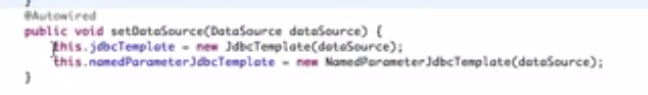 }
@Autowired
public void setDataSource(DataSource dataSource) {
this.jdbcTemplate = new JdbcTemplate(dataSource);
this.namedParameterJdbcTemplate = new NamedParameterJdbcTemplate(dataSource);
}